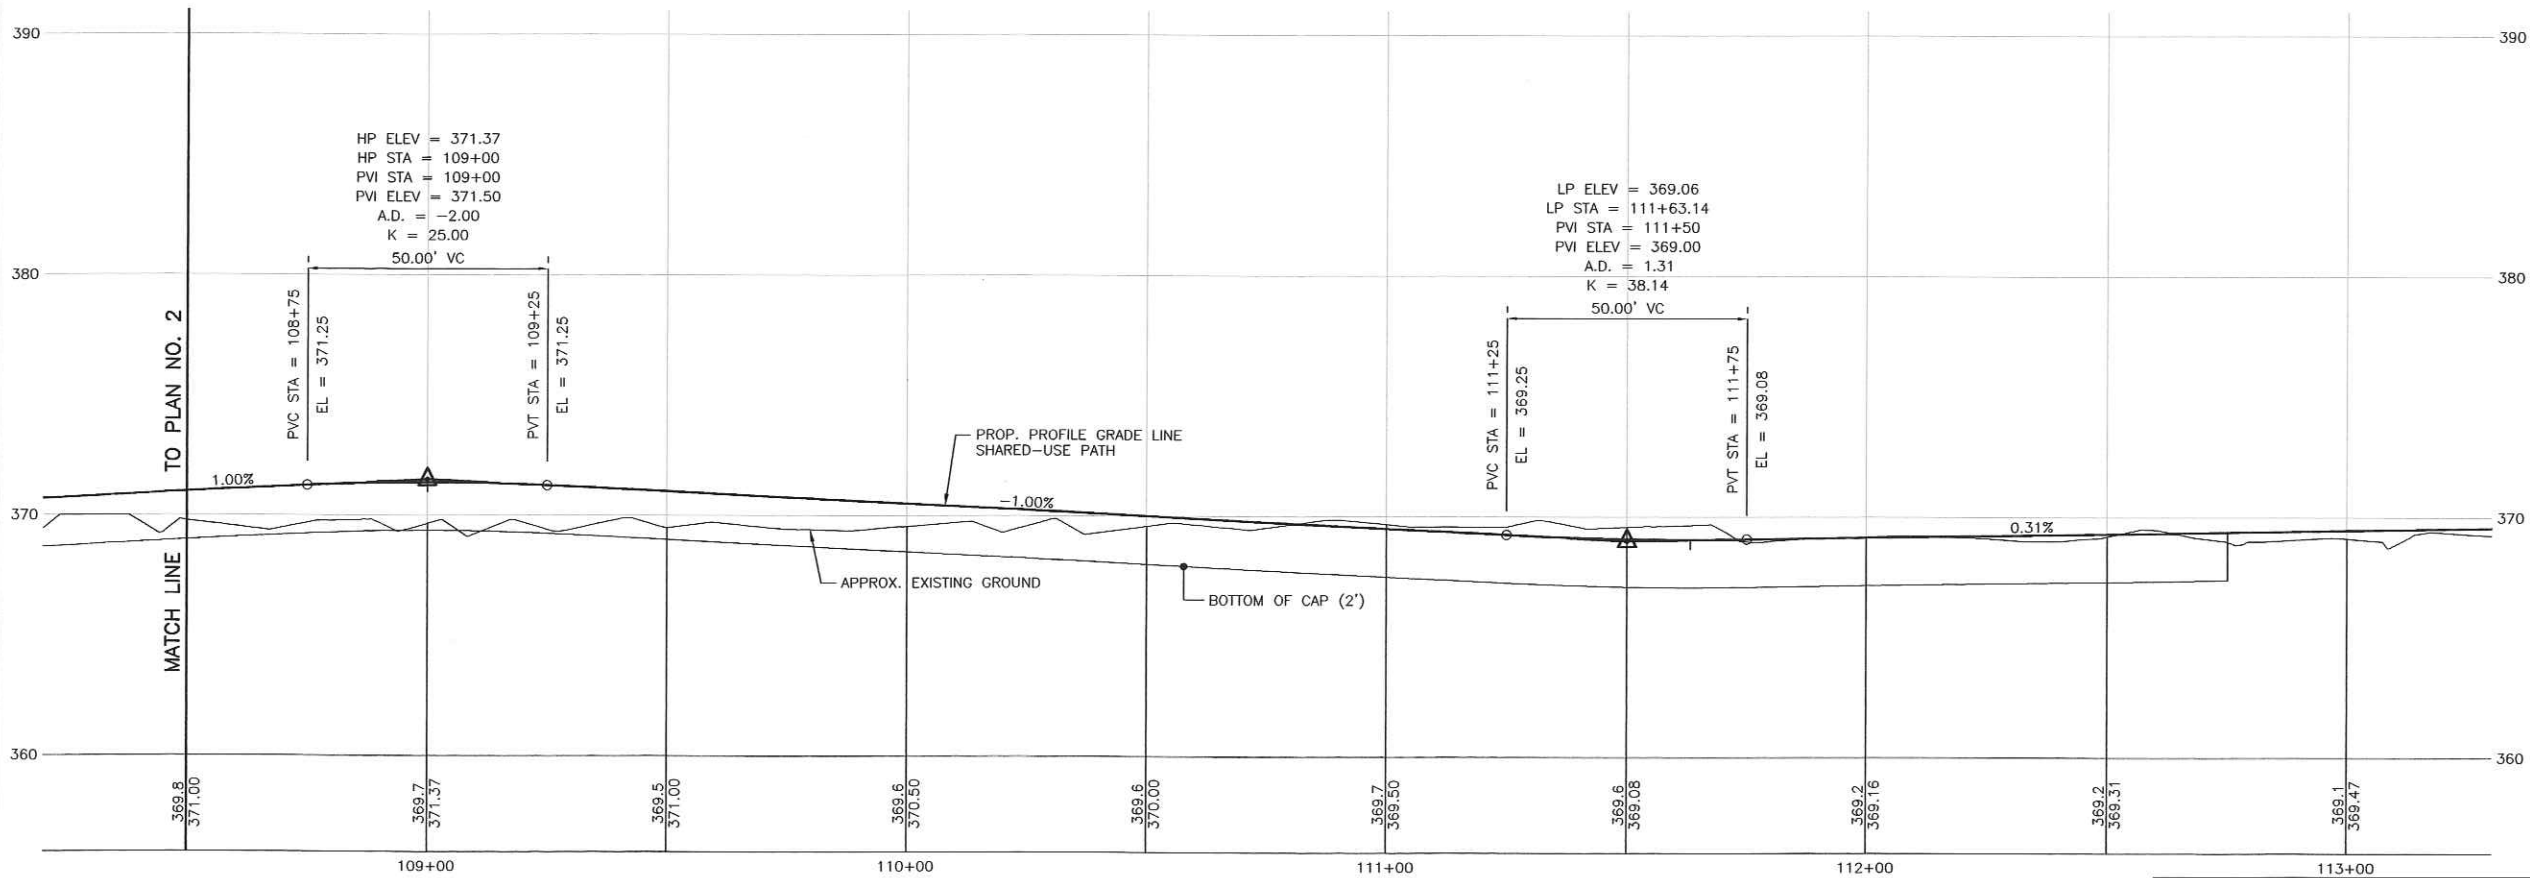 390
390
HP ELEV = 371.37
HP STA = 109+00
PVI STA = 109+00
PVI ELEV = 371.50
A.D. = −2.00
K = 25.00
50.00' VC
LP ELEV = 369.06
LP STA = 111+63.14
PVI STA = 111+50
PVI ELEV = 369.00
A.D. = 1.31
K = 38.14
50.00' VC
380
380
MATCH LINE TO PLAN NO. 2
PVC STA = 108+75
EL = 371.25
PVT STA = 109+25
EL = 371.25
PVC STA = 111+25
EL = 369.25
PVT STA = 111+75
EL = 369.08
PROP. PROFILE GRADE LINE
SHARED−USE PATH
1.00%
−1.00%
0.31%
370
370
APPROX. EXISTING GROUND
BOTTOM OF CAP (2')
360
360
369.8
371.00
369.7
371.37
369.5
371.00
369.6
370.50
369.6
370.00
369.7
369.50
369.6
369.08
369.2
369.16
369.2
369.31
369.1
369.47
109+00
110+00
111+00
112+00
113+00